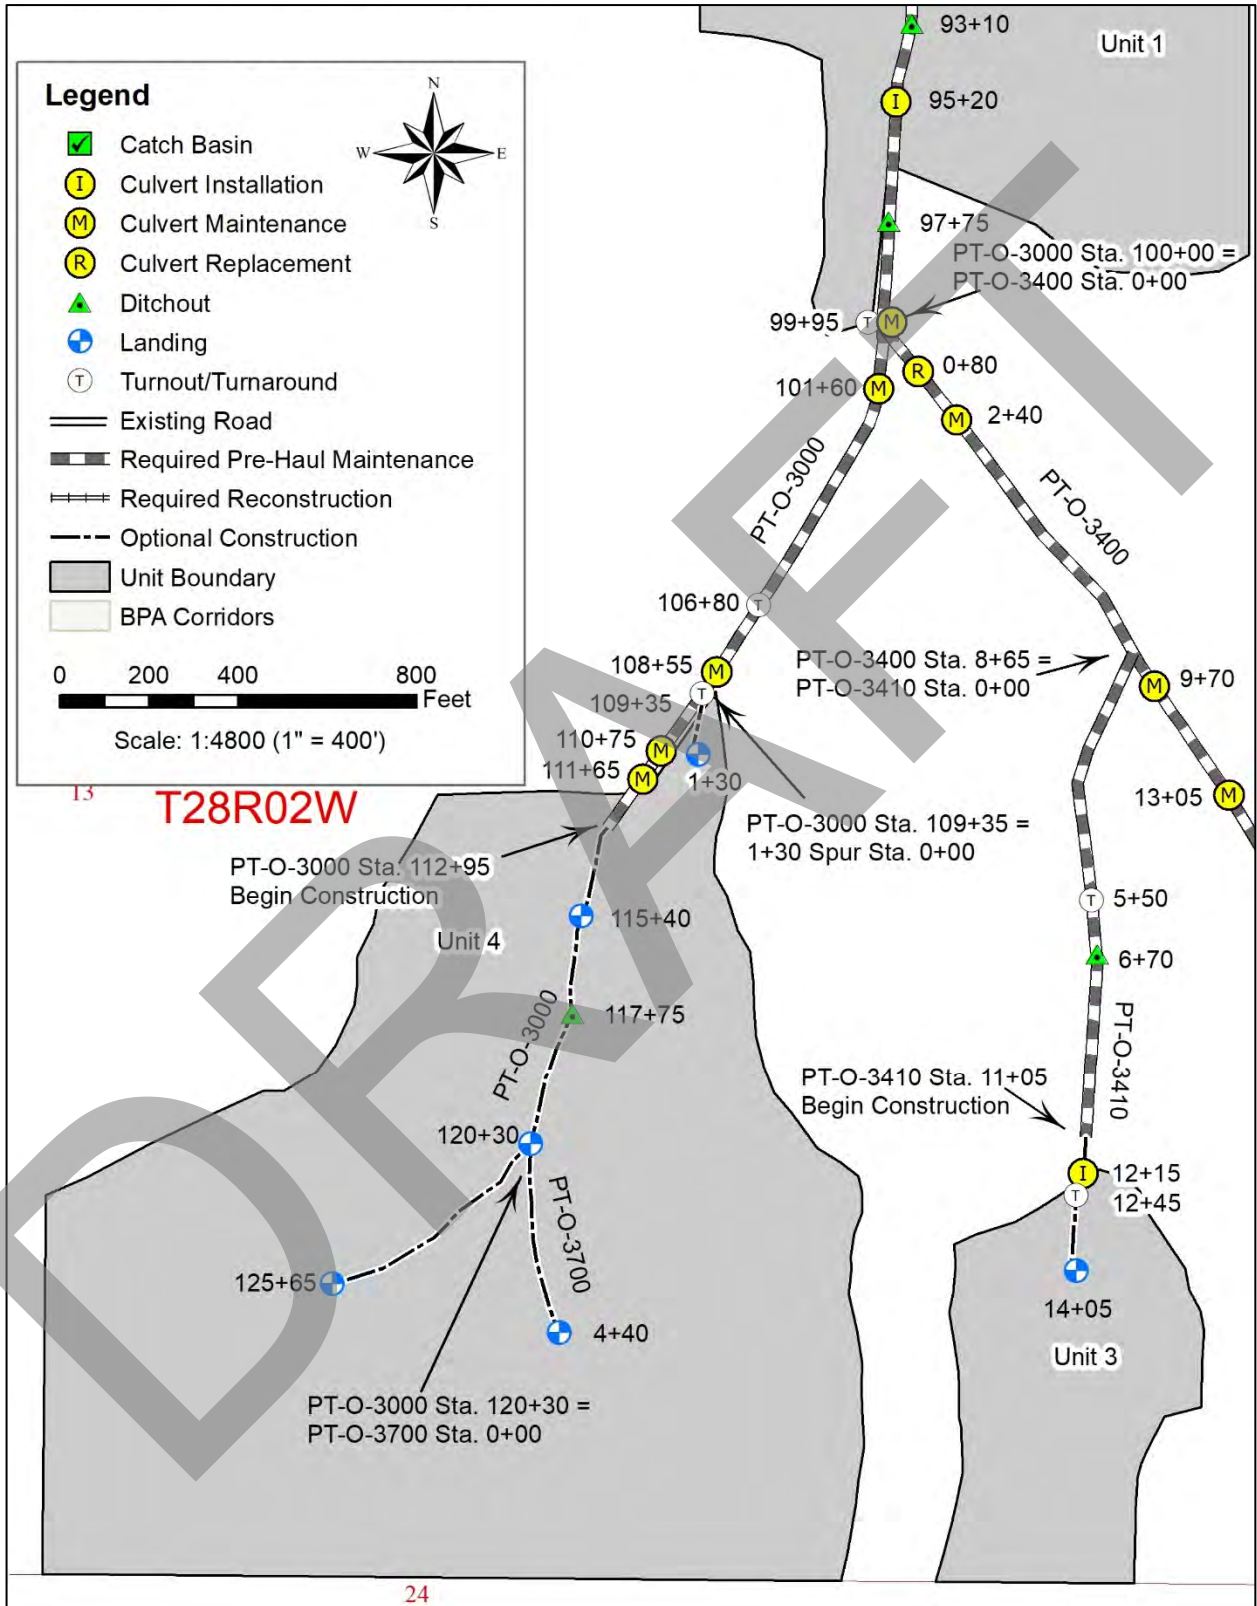 93+10
Unit 1
Legend
N
W
E
S
Catch Basin
I
Culvert Installation
M
Culvert Maintenance
R
Culvert Replacement
Ditchout
Landing
T
Turnout/Turnaround
Existing Road
Required Pre-Haul Maintenance
Required Reconstruction
Optional Construction
Unit Boundary
BPA Corridors
0 200 400 800
Feet
Scale: 1:4800 (1" = 400')
I
95+20
97+75
PT-O-3000 Sta. 100+00 =
PT-O-3400 Sta. 0+00
99+95
T
M
R
0+80
101+60
M
M
2+40
PT-O-3000
PT-O-3400
106+80
T
108+55
M
PT-O-3400 Sta. 8+65 =
PT-O-3410 Sta. 0+00
M
9+70
109+35
T
110+75
M
111+65
M
1+30
13+05
M
13
T28R02W
PT-O-3000 Sta. 109+35 =
1+30 Spur Sta. 0+00
PT-O-3000 Sta. 112+95
Begin Construction
T
5+50
115+40
Unit 4
6+70
PT-O-3000
117+75
PT-O-3410
PT-O-3410 Sta. 11+05
Begin Construction
120+30
I
12+15
T
12+45
PT-O-3700
125+65
14+05
4+40
Unit 3
PT-O-3000 Sta. 120+30 =
PT-O-3700 Sta. 0+00
24
DRAFT